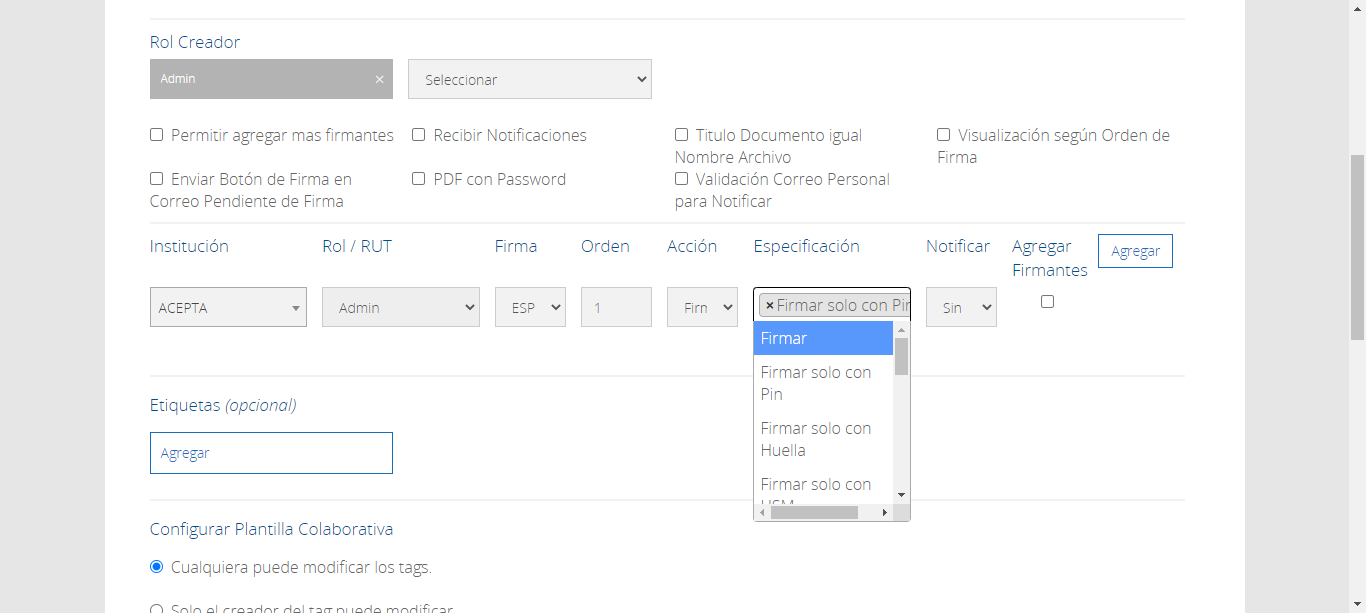 Rol Creador
Admin ×
Seleccionar
Permitir agregar mas firmantes
Recibir Notificaciones
Titulo Documento igual
Nombre Archivo
Visualización según Orden de
Firma
Enviar Botón de Firma en
Correo Pendiente de Firma
PDF con Password
Validación Correo Personal
para Notificar
Institución
Rol / RUT
Firma
Orden
Acción
Especificación
Notificar
Agregar
Firmantes
Agregar
ACEPTA
Admin
ESP
1
Firn
×Firmar solo con Pin
Sin
Firmar
Firmar solo con
Pin
Firmar solo con
Huella
Firmar solo con
HSM
Etiquetas (opcional)
Agregar
Configurar Plantilla Colaborativa
Cualquiera puede modificar los tags.
Solo el creador del tag puede modificar